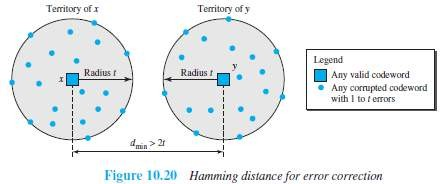 Territory of x
Territory of y
Legend
Any valid codeword
Any corrupted codeword
with 1 to t errors
x
Radius t
Radius t
y
dmin > 2t
Figure 10.20 Hamming distance for error correction